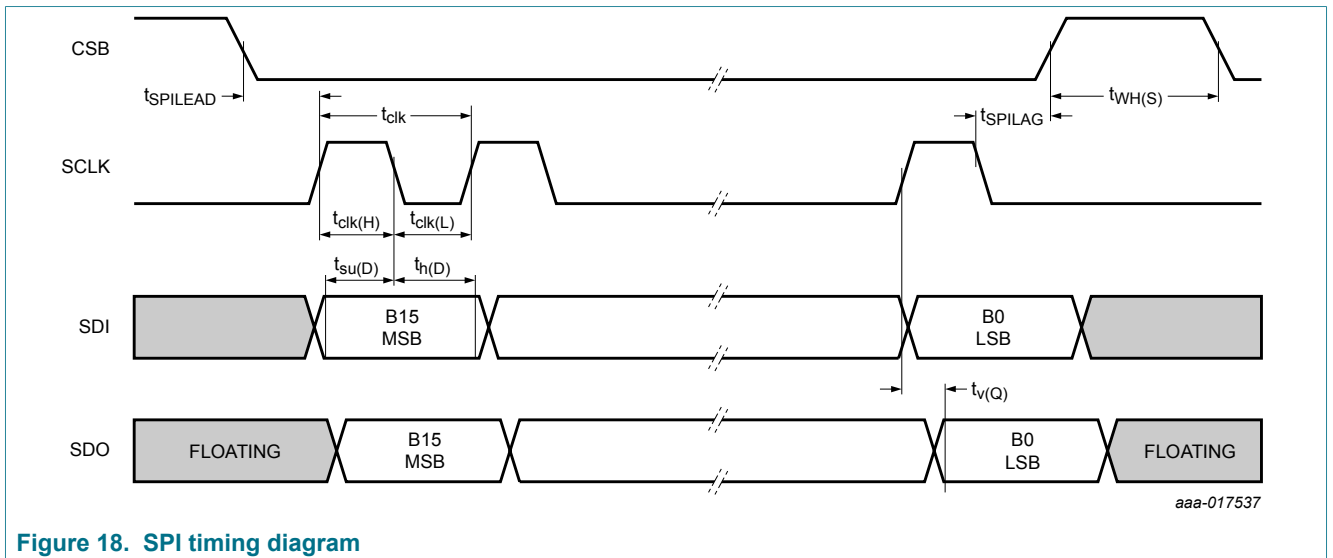 CSB
tSPILEAD
tclk
tSPILAG
tWH(S)
SCLK
tclk(H) tclk(L)
tsu(D) th(D)
SDI
B15
MSB
B0
LSB
tv(Q)
SDO
FLOATING
B15
MSB
B0
LSB
FLOATING
aaa-017537
Figure 18. SPI timing diagram